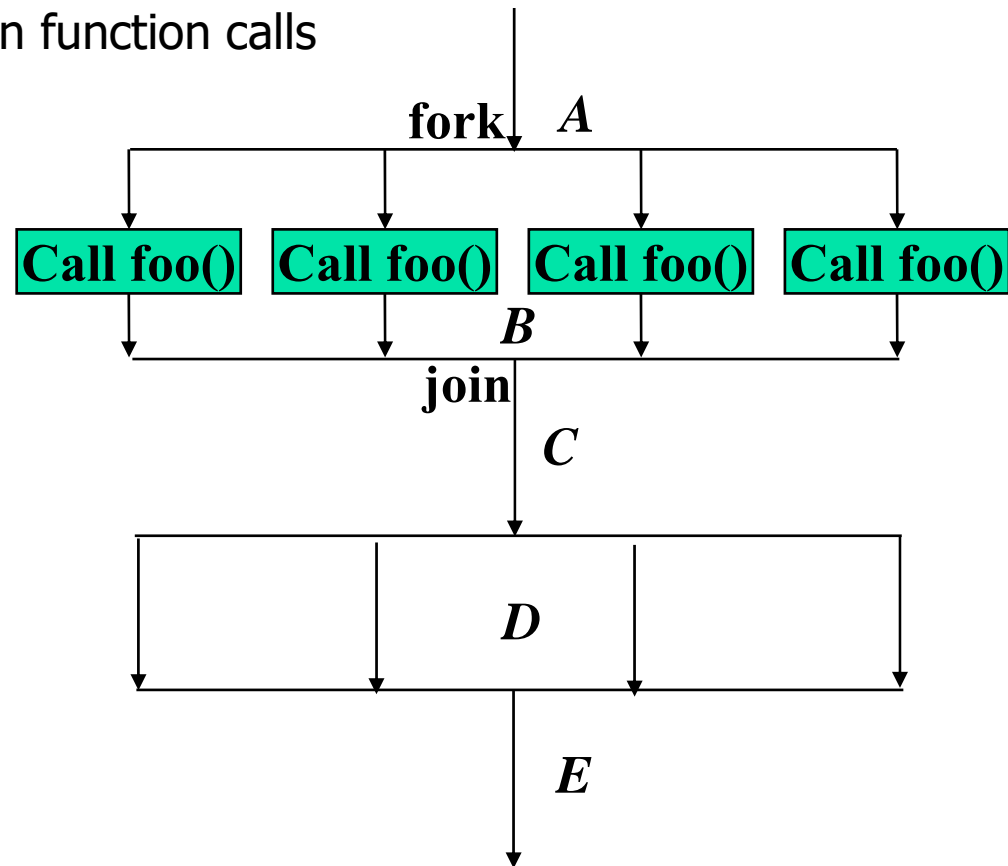 n function calls
fork A
Call foo() Call foo() Call foo() Call foo()
B
join
C
D
E